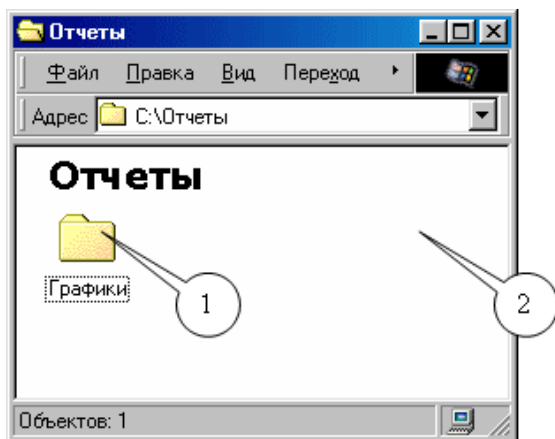 Отчеты
Файл Правка Вид Переход
Адрес C:\Отчеты
Отчеты
Графики
1
2
Объектов: 1